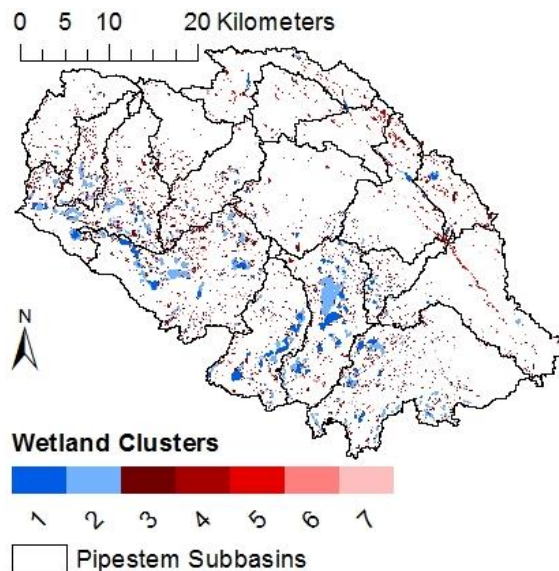 0 5 10 20 Kilometers
N
Wetland Clusters
1 2 3 4 5 6 7
Pipestem Subbasins